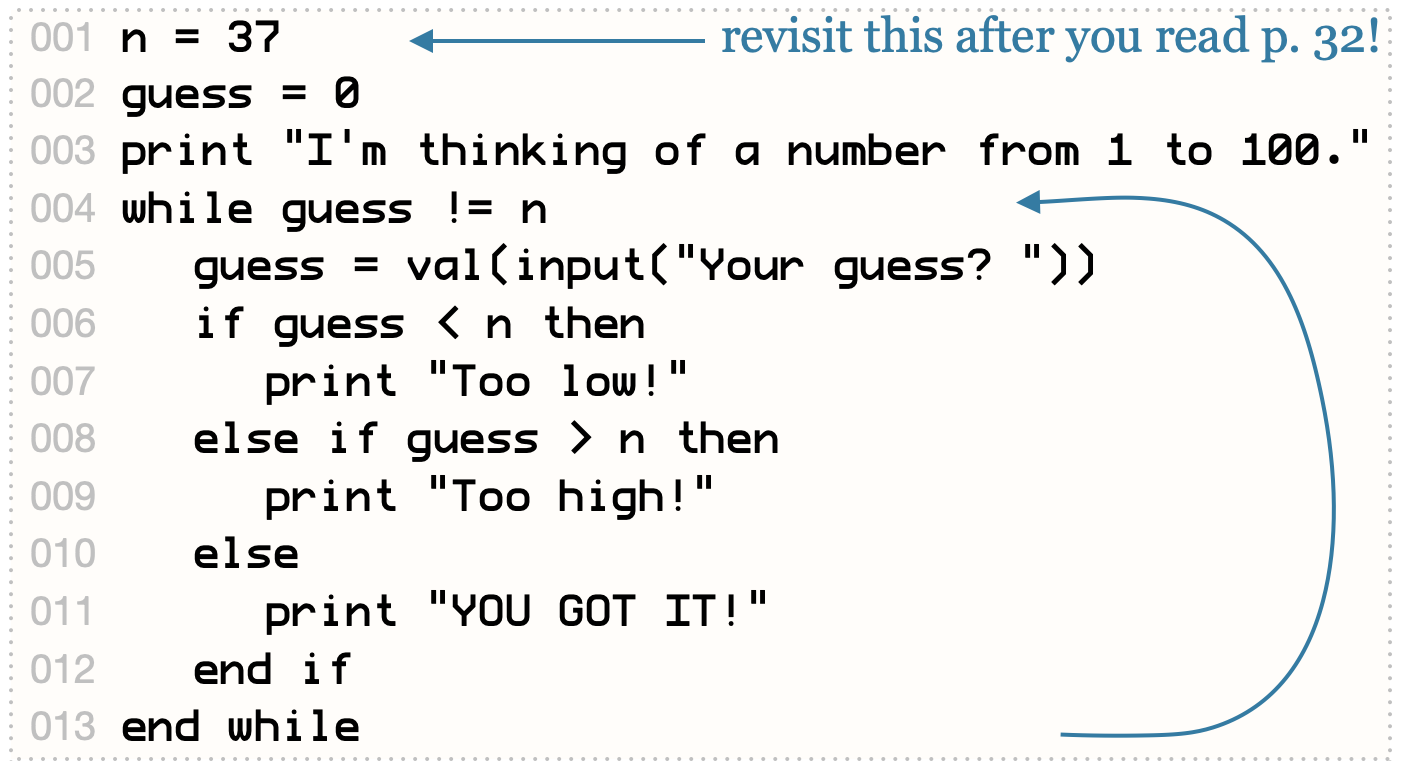 001 n = 37 revisit this after you read p. 32!
002 guess = 0
003 print "I'm thinking of a number from 1 to 100."
004 while guess != n
005 guess = val(input("Your guess? "))
006 if guess < n then
007 print "Too low!"
008 else if guess > n then
009 print "Too high!"
010 else
011 print "YOU GOT IT!"
012 end if
013 end while